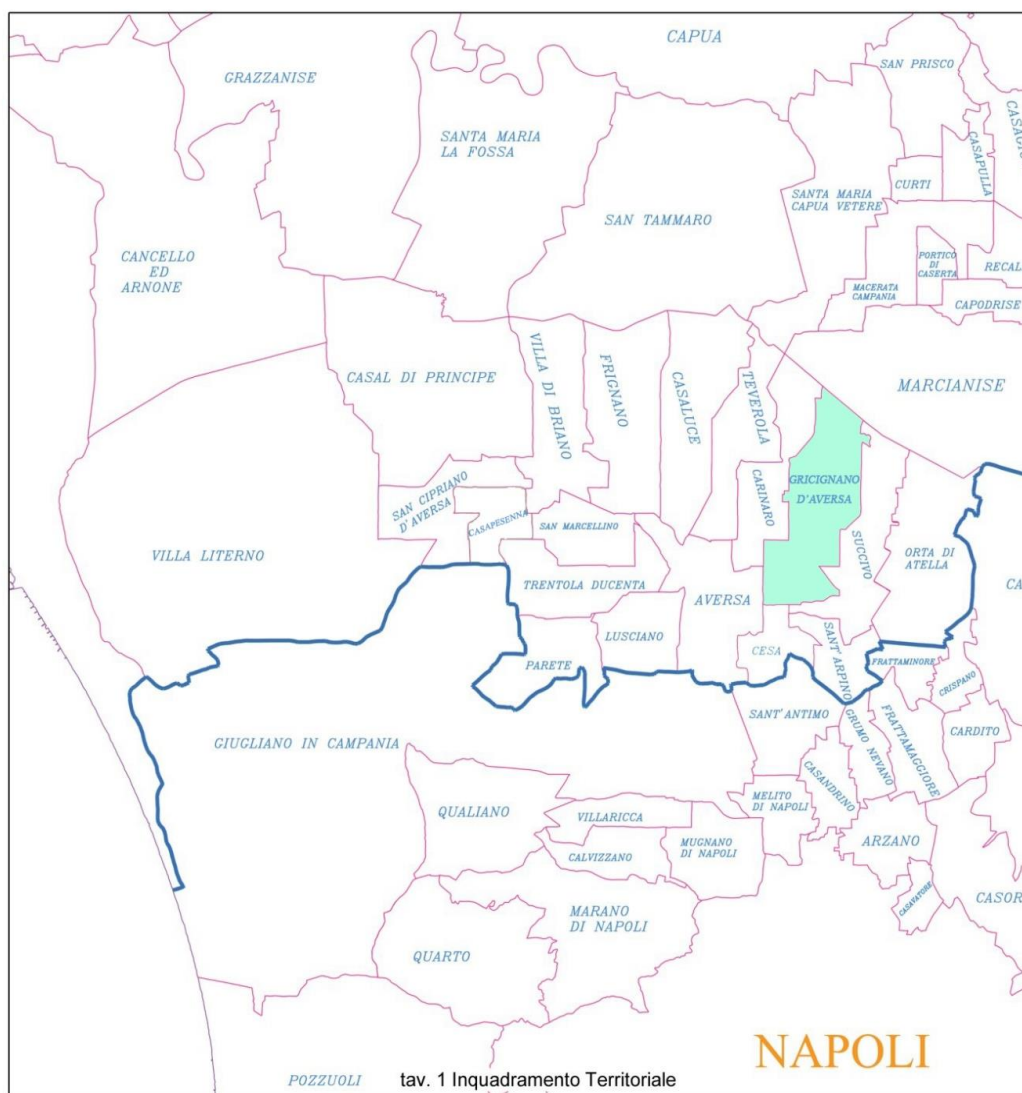 CAPUA
GRAZZANISE
SAN PRISCO
SANTA MARIA
LA FOSSA
CASAPULLA
CURTI
SANTA MARIA
CAPUA VETERE
SAN TAMMARO
CANCELLO
ED
ARNONE
PORTICO
DI
CASERTA
RECAL
MACERATA
CAMPANIA
CAPODRISE
CASAL DI PRINCIPE
VILLA DI BRIANO
FRIGNANO
CASALUCE
TEVEROLA
MARCIANISE
GRICIGNANO
D'AVERSA
CARINARO
SAN CIPRIANO
D'AVERSA
CASAPESENNA
SAN MARCELLINO
VILLA LITERNO
SUCCIVO
ORTA DI
ATELLA
CA
TRENTOLA DUCENTA
AVERSA
LUSCIANO
CESA
SANT'ARPINO
PARETE
FRATTAMINORE
CRISPANO
SANT'ANTIMO
GRUMO NEVANO
FRATTAMAGGIORE
CARDITO
GIUGLIANO IN CAMPANIA
CASANDRINO
MELITO
DI NAPOLI
QUALIANO
VILLARICCA
MUGNANO
DI NAPOLI
ARZANO
CALVIZZANO
CASAVATORE
CASOR
MARANO
DI NAPOLI
QUARTO
NAPOLI
POZZUOLI
tav. 1 Inquadramento Territoriale